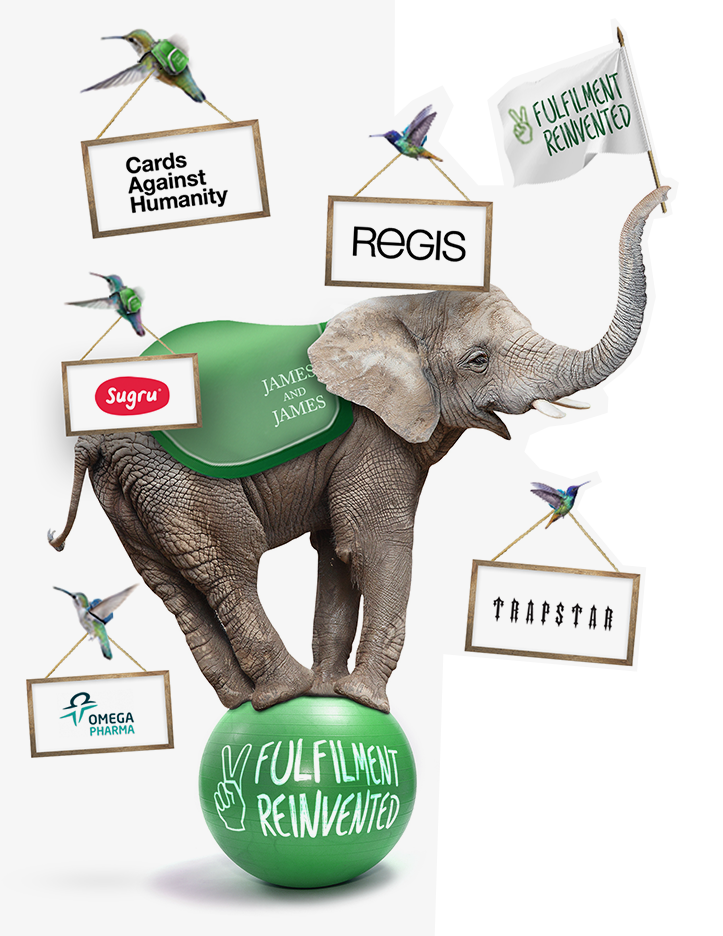 Cards
Against
Humanity
FULFILMENT
REINVENTED
REGIS
Sugru
JAMES
AND
JAMES
TRAPSTAR
OMEGA
PHARMA
FULFILMENT
REINVENTED